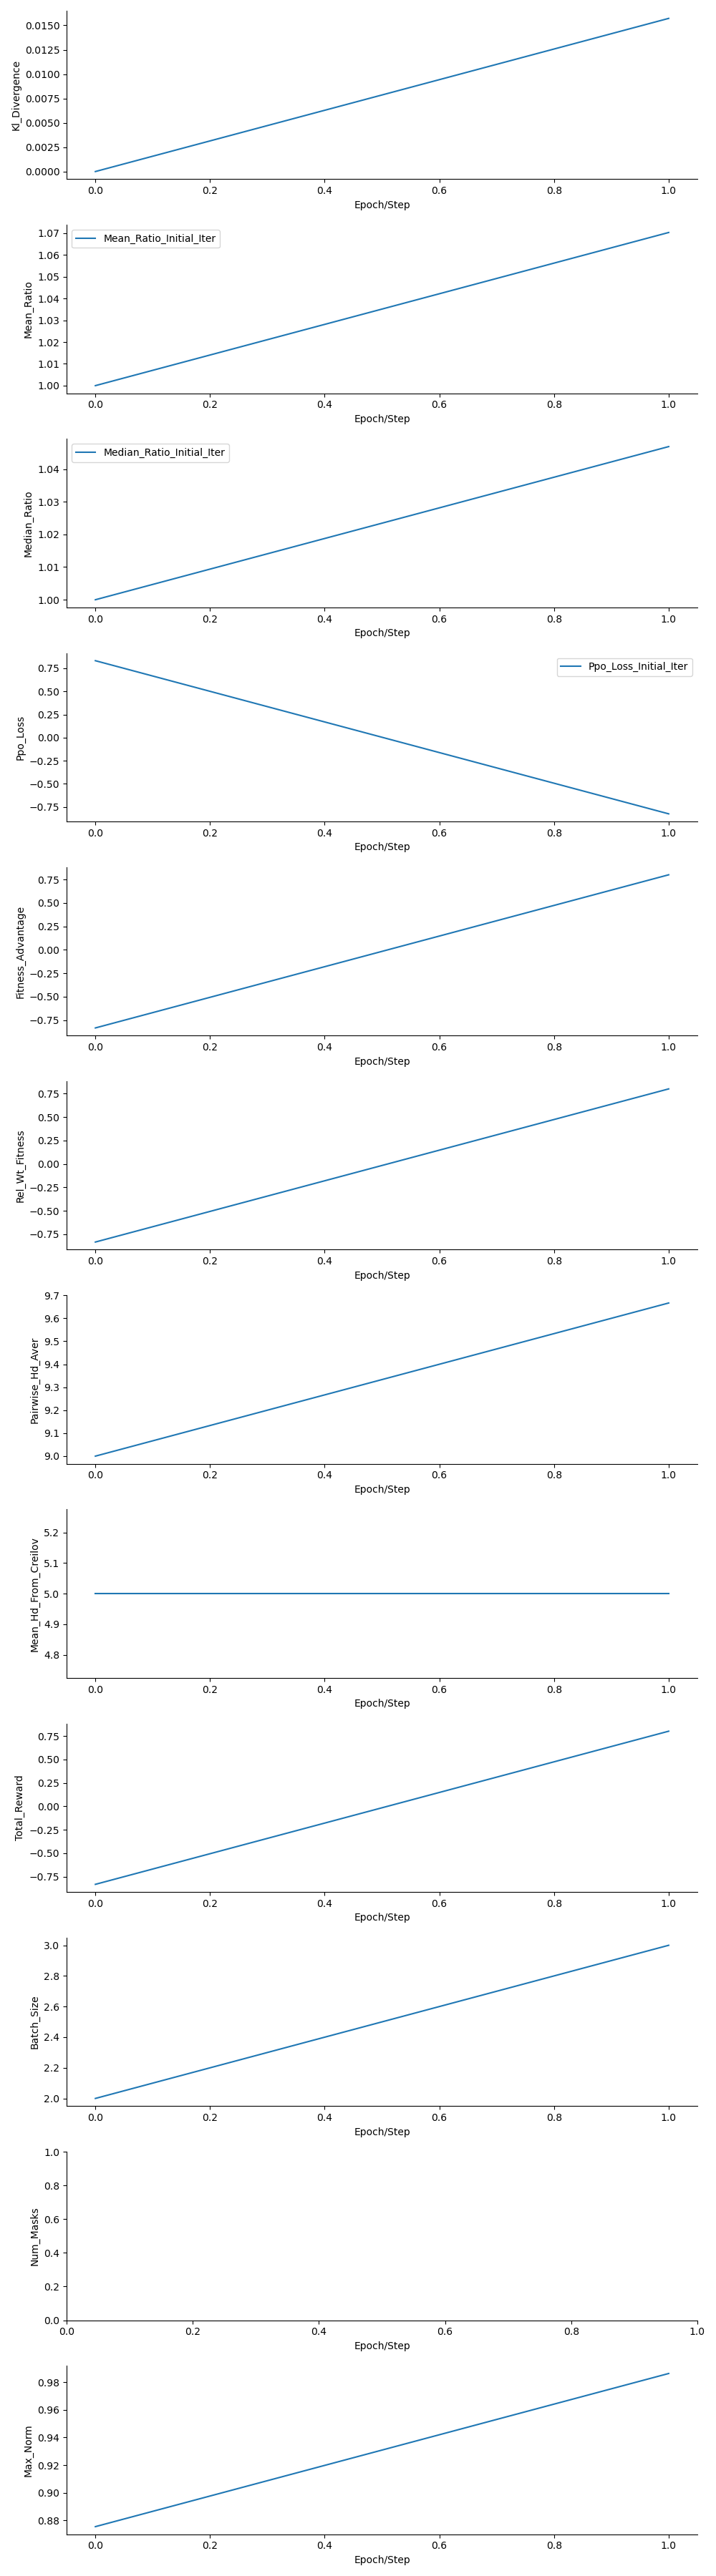 0.0150
0.0125
0.0100
0.0075
0.0050
0.0025
0.0000
Kl_Divergence
0.0 0.2 0.4 0.6 0.8 1.0
Epoch/Step
Mean_Ratio_Initial_Iter
1.07
1.06
1.05
1.04
1.03
1.02
1.01
1.00
Mean_Ratio
0.0 0.2 0.4 0.6 0.8 1.0
Epoch/Step
Median_Ratio_Initial_Iter
1.04
1.03
1.02
1.01
1.00
Median_Ratio
0.0 0.2 0.4 0.6 0.8 1.0
Epoch/Step
Ppo_Loss_Initial_Iter
0.75
0.50
0.25
0.00
−0.25
−0.50
−0.75
Ppo_Loss
0.0 0.2 0.4 0.6 0.8 1.0
Epoch/Step
0.75
0.50
0.25
0.00
−0.25
−0.50
−0.75
Fitness_Advantage
0.0 0.2 0.4 0.6 0.8 1.0
Epoch/Step
0.75
0.50
0.25
0.00
−0.25
−0.50
−0.75
Rel_Wt_Fitness
0.0 0.2 0.4 0.6 0.8 1.0
Epoch/Step
9.7
9.6
9.5
9.4
9.3
9.2
9.1
9.0
Pairwise_Hd_Aver
0.0 0.2 0.4 0.6 0.8 1.0
Epoch/Step
5.2
5.1
5.0
4.9
4.8
Mean_Hd_From_Creilov
0.0 0.2 0.4 0.6 0.8 1.0
Epoch/Step
0.75
0.50
0.25
0.00
−0.25
−0.50
−0.75
Total_Reward
0.0 0.2 0.4 0.6 0.8 1.0
Epoch/Step
3.0
2.8
2.6
2.4
2.2
2.0
Batch_Size
0.0 0.2 0.4 0.6 0.8 1.0
Epoch/Step
1.0
0.8
0.6
0.4
0.2
0.0
Num_Masks
0.0 0.2 0.4 0.6 0.8 1.0
Epoch/Step
0.98
0.96
0.94
0.92
0.90
0.88
Max_Norm
0.0 0.2 0.4 0.6 0.8 1.0
Epoch/Step